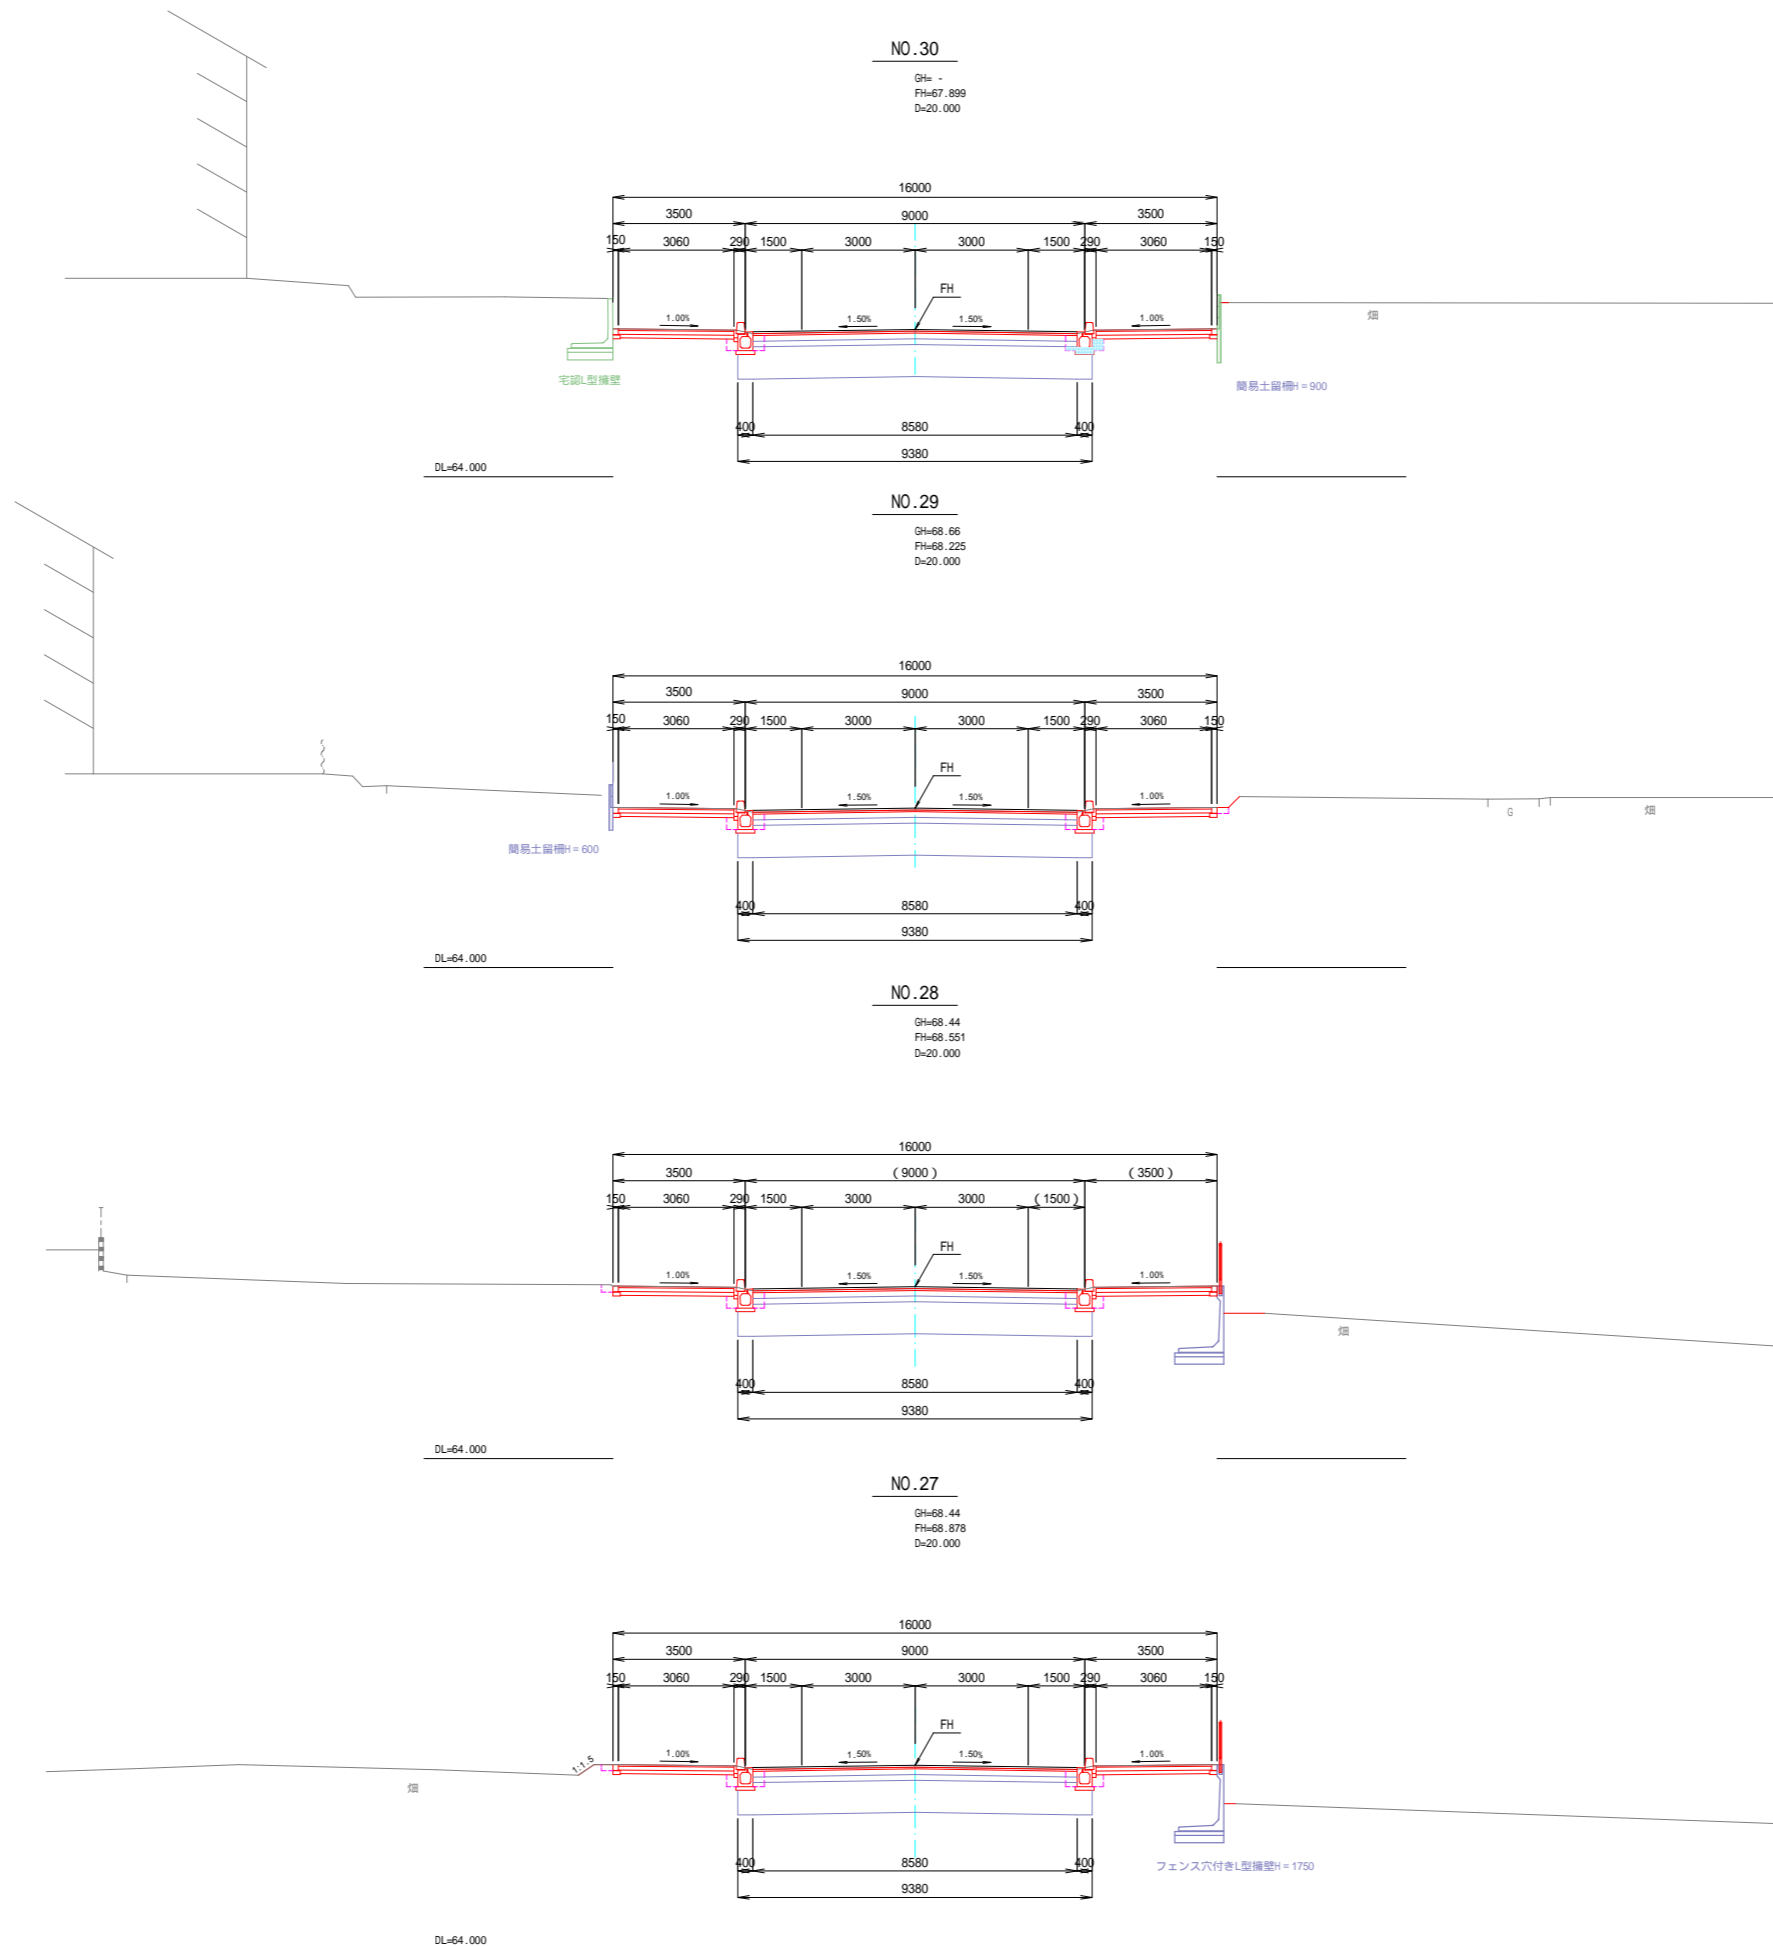 NO.30
GH= -
FH=67.899
D=20.000
16000
3500 9000 3500
150 3060 290 1500 3000 3000 1500 290 3060 150
FH
1.00% 1.50% 1.50% 1.00%
畑
宅認L型擁壁
簡易土留柵H=900
400 8580 400
9380
DL=64.000
NO.29
GH=68.66
FH=68.225
D=20.000
16000
3500 9000 3500
150 3060 290 1500 3000 3000 1500 290 3060 150
FH
1.00% 1.50% 1.50% 1.00%
G 畑
簡易土留柵H=600
400 8580 400
9380
DL=64.000
NO.28
GH=68.44
FH=68.551
D=20.000
16000
3500 (9000) (3500)
150 3060 290 1500 3000 3000 (1500)
FH
1.00% 1.50% 1.50% 1.00%
畑
400 8580 400
9380
DL=64.000
NO.27
GH=68.44
FH=68.878
D=20.000
16000
3500 9000 3500
150 3060 290 1500 3000 3000 1500 290 3060 150
FH
1:1.5 1.00% 1.50% 1.50% 1.00%
畑
400 8580 400
フェンス穴付きL型擁壁H=1750
9380
DL=64.000